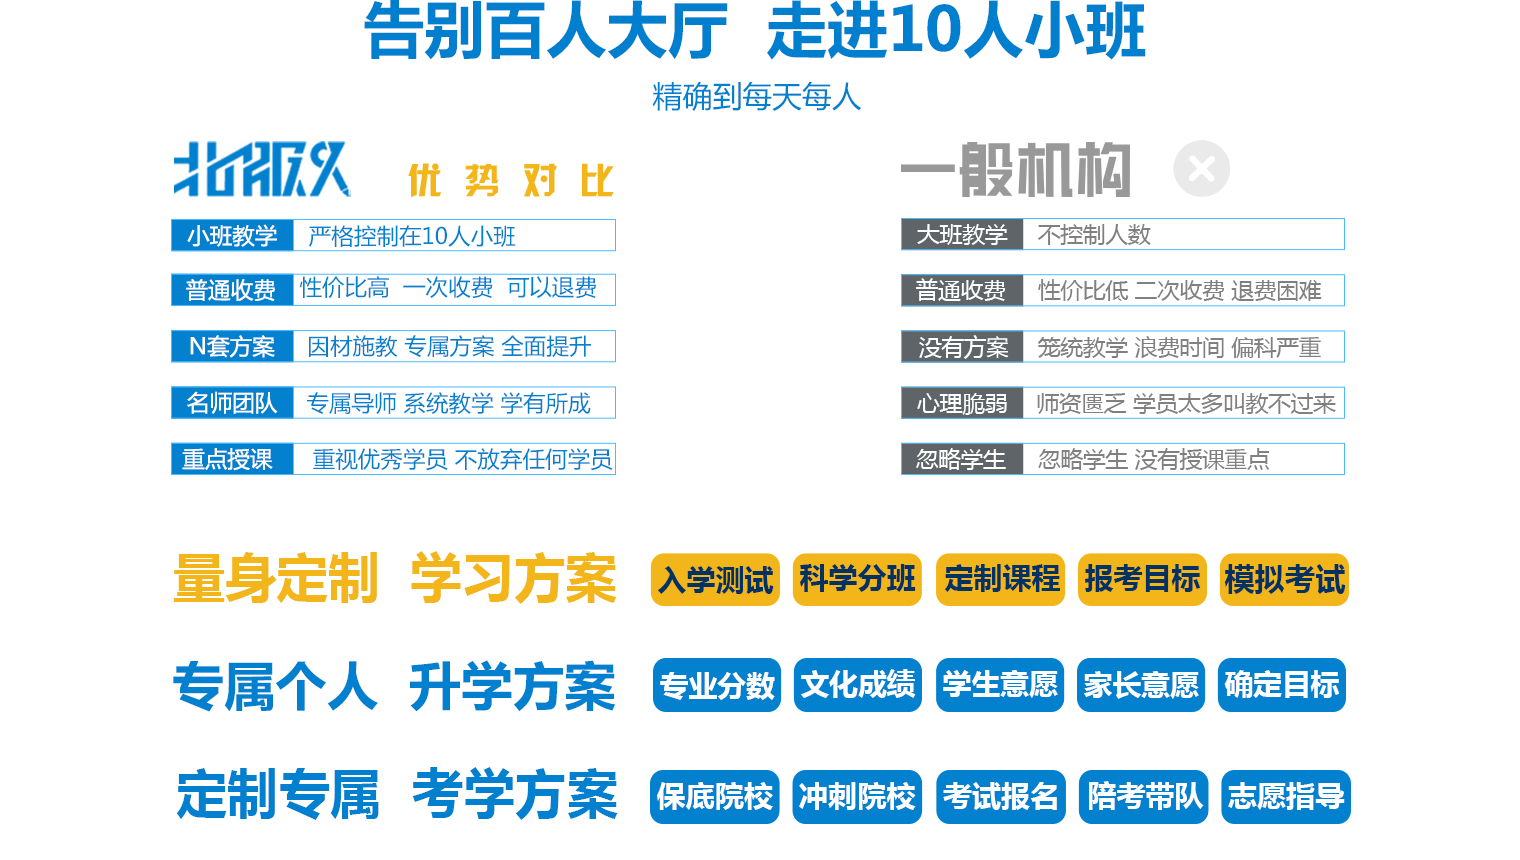 告别百人大厅 走进10人小班
精确到每天每人
优势对比
小班教学 严格控制在10人小班
普通收费 性价比高 一次收费 可以退费
N套方案 因材施教 专属方案 全面提升
名师团队 专属导师 系统教学 学有所成
重点授课 重视优秀学员 不放弃任何学员
一般机构
大班教学 不控制人数
普通收费 性价比低 二次收费 退费困难
没有方案 笼统教学 浪费时间 偏科严重
心理脆弱 师资匮乏 学员太多叫教不过来
忽略学生 忽略学生 没有授课重点
量身定制 学习方案 入学测试 科学分班 定制课程 报考目标 模拟考试
专属个人 升学方案 专业分数 文化成绩 学生意愿 家长意愿 确定目标
定制专属 考学方案 保底院校 冲刺院校 考试报名 陪考带队 志愿指导